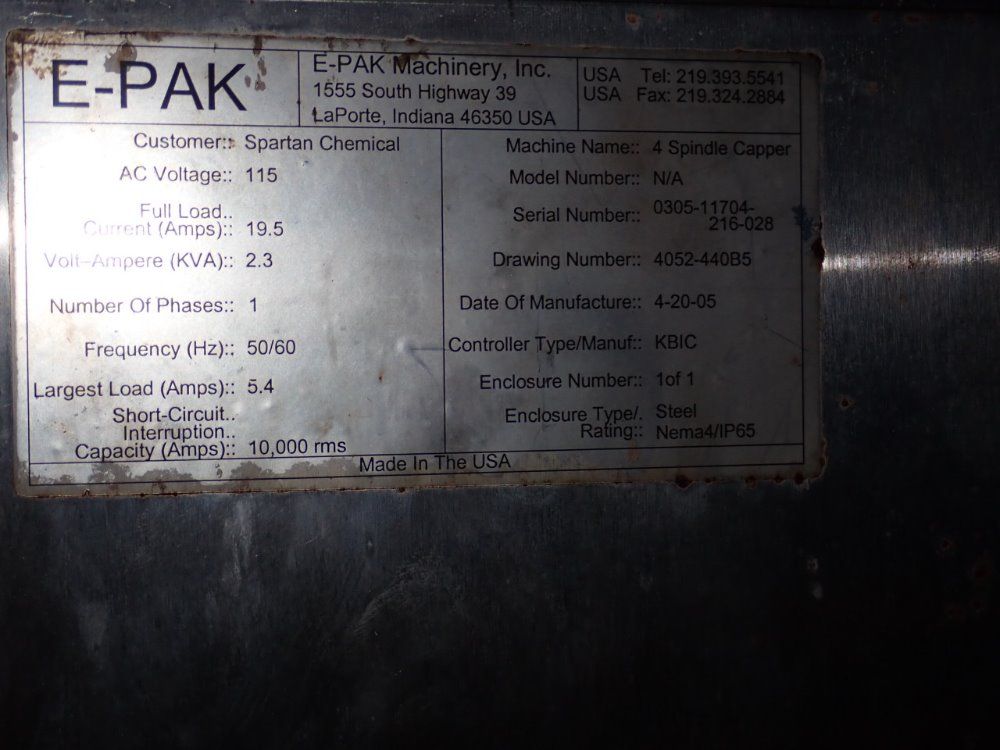 E-PAK
E-PAK Machinery, Inc.
1555 South Highway 39
LaPorte, Indiana 46350 USA
USA Tel: 219.393.5541
USA Fax: 219.324.2884
Customer:: Spartan Chemical
AC Voltage:: 115
Full Load..
Current (Amps):: 19.5
Volt-Ampere (KVA):: 2.3
Number Of Phases:: 1
Frequency (Hz):: 50/60
Largest Load (Amps):: 5.4
Short-Circuit..
Interruption..
Capacity (Amps):: 10,000 rms
Machine Name:: 4 Spindle Capper
Model Number:: N/A
Serial Number:: 0305-11704-
216-028
Drawing Number:: 4052-440B5
Date Of Manufacture:: 4-20-05
Controller Type/Manuf:: KBIC
Enclosure Number:: 1of 1
Enclosure Type/. Steel
Rating:: Nema4/IP65
Made In The USA